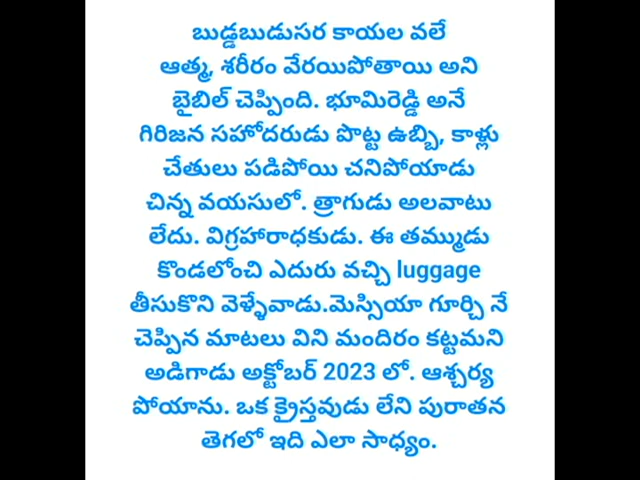 బుడ్డబుడుసర కాయల వలే
ఆత్మ, శరీరం వేరయిపోతాయి అని
బైబిల్ చెప్పింది. భూమిరెడ్డి అనే
గిరిజన సహోదరుడు పొట్ట ఉబ్బి, కాళ్లు
చేతులు పడిపోయి చనిపోయాడు
చిన్న వయసులో. త్రాగుడు అలవాటు
లేదు. విగ్రహారాధకుడు. ఈ తమ్ముడు
కొండలోంచి ఎదురు వచ్చి luggage
తీసుకొని వెళ్ళేవాడు.మెస్సియా గూర్చి నే
చెప్పిన మాటలు విని మందిరం కట్టమని
అడిగాడు అక్టోబర్ 2023 లో. ఆశ్చర్య
పోయాను. ఒక క్రైస్తవుడు లేని పురాతన
తెగలో ఇది ఎలా సాధ్యం.